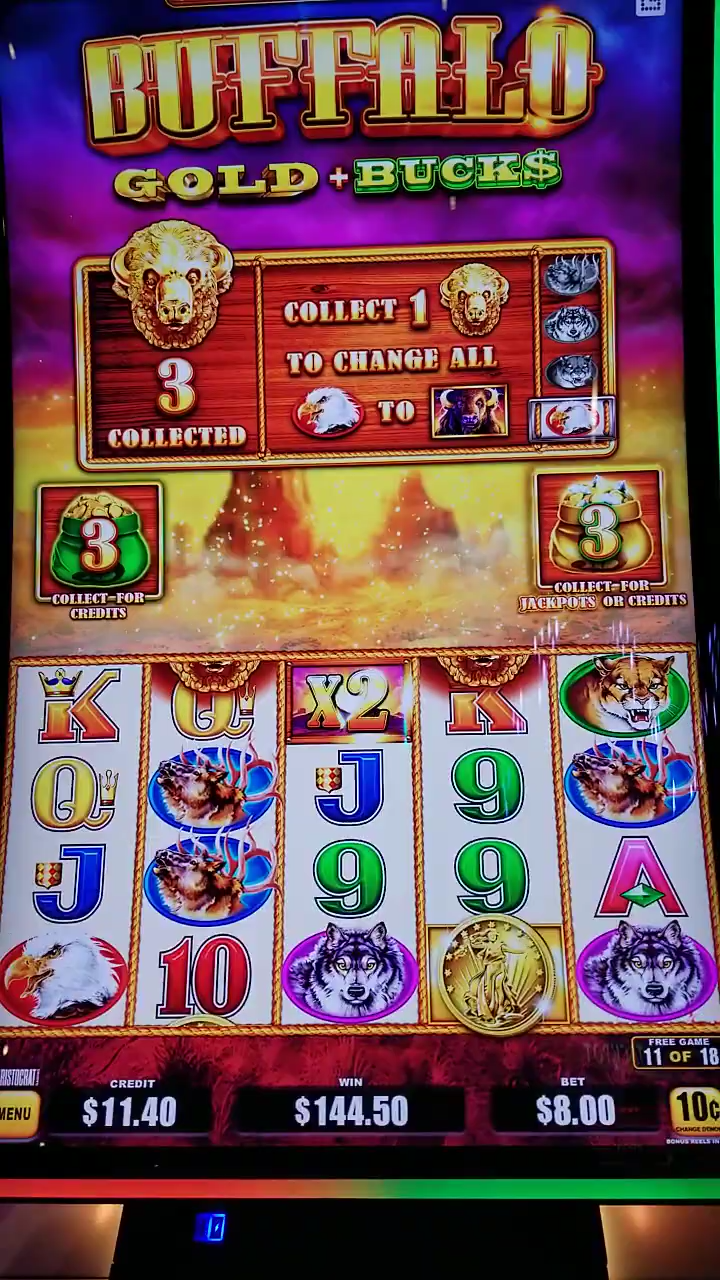 BUFFALO
GOLD + BUCK$
3
COLLECTED
COLLECT 1
TO CHANGE ALL
TO
3
COLLECT FOR
CREDITS
3
COLLECT FOR
JACKPOTS OR CREDITS
K Q X2 K
Q J 9
J 9 9 A
10
FREE GAME
11 OF 18
ARISTOCRAT
MENU
CREDIT
$11.40
WIN
$144.50
BET
$8.00
10¢